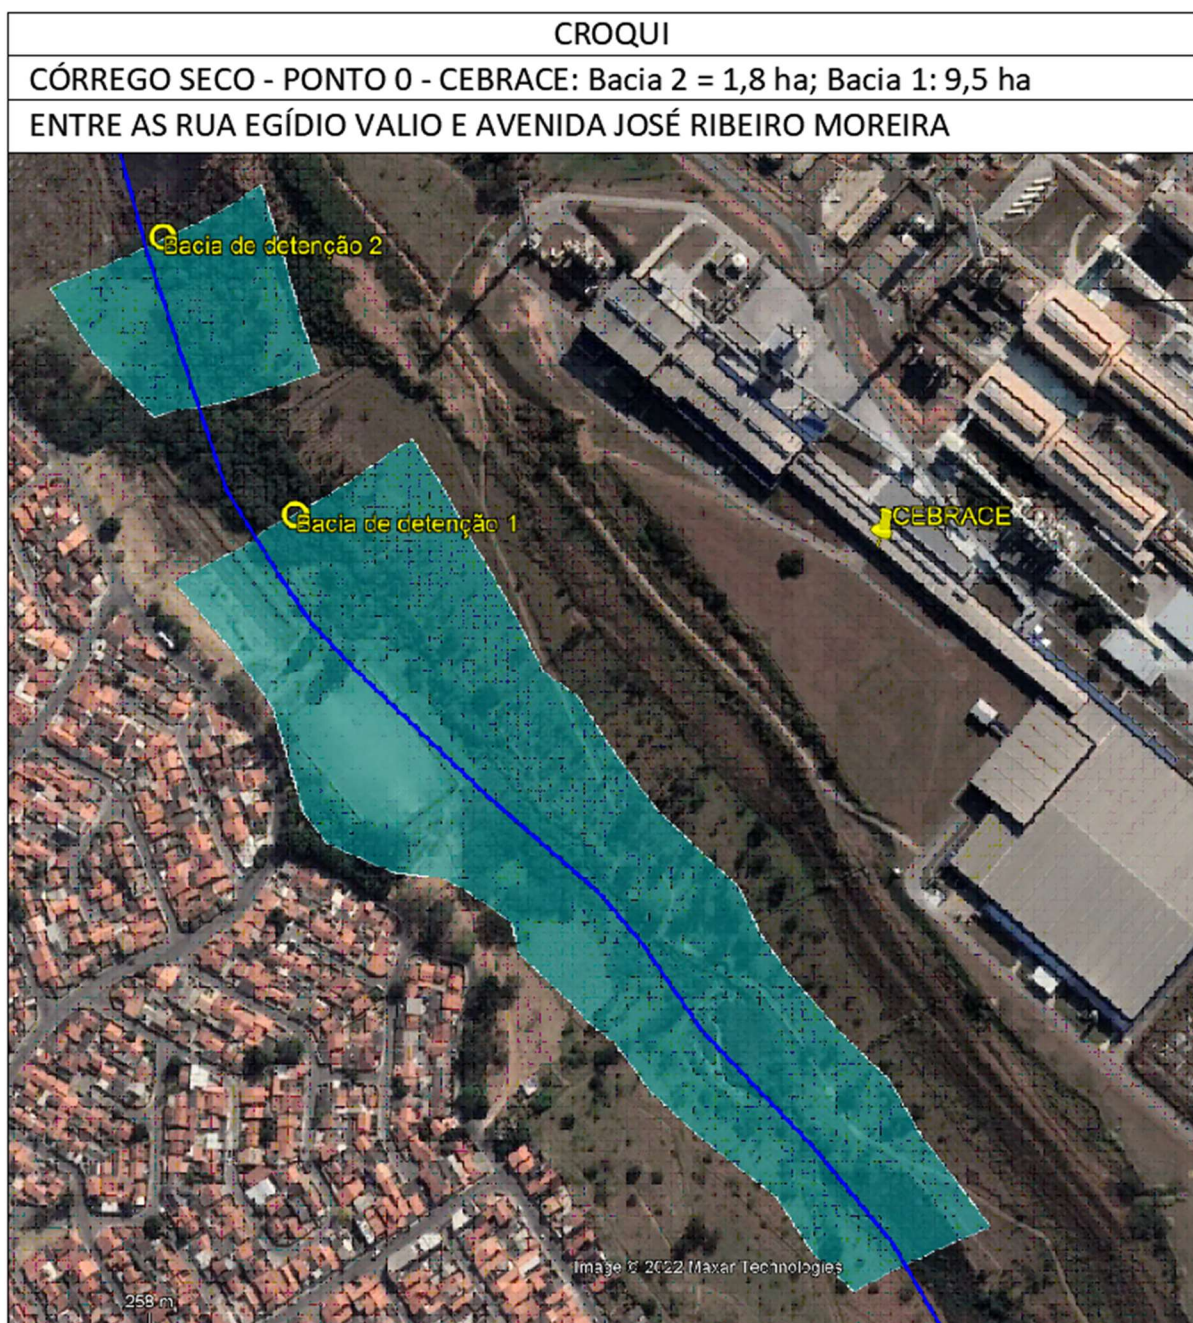 CROQUI
CÓRREGO SECO - PONTO 0 - CEBRACE: Bacia 2 = 1,8 ha; Bacia 1: 9,5 ha
ENTRE AS RUA EGÍDIO VALIO E AVENIDA JOSÉ RIBEIRO MOREIRA
Bacia de detenção 2
Bacia de detenção 1
CEBRACE
Image © 2022 Maxar Technologies
258 m